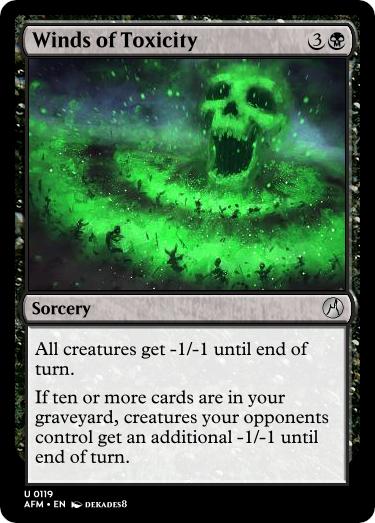 Winds of Toxicity 3
Sorcery
All creatures get -1/-1 until end of
turn.
If ten or more cards are in your
graveyard, creatures your opponents
control get an additional -1/-1 until
end of turn.
U 0119
AFM • EN DEKADES8